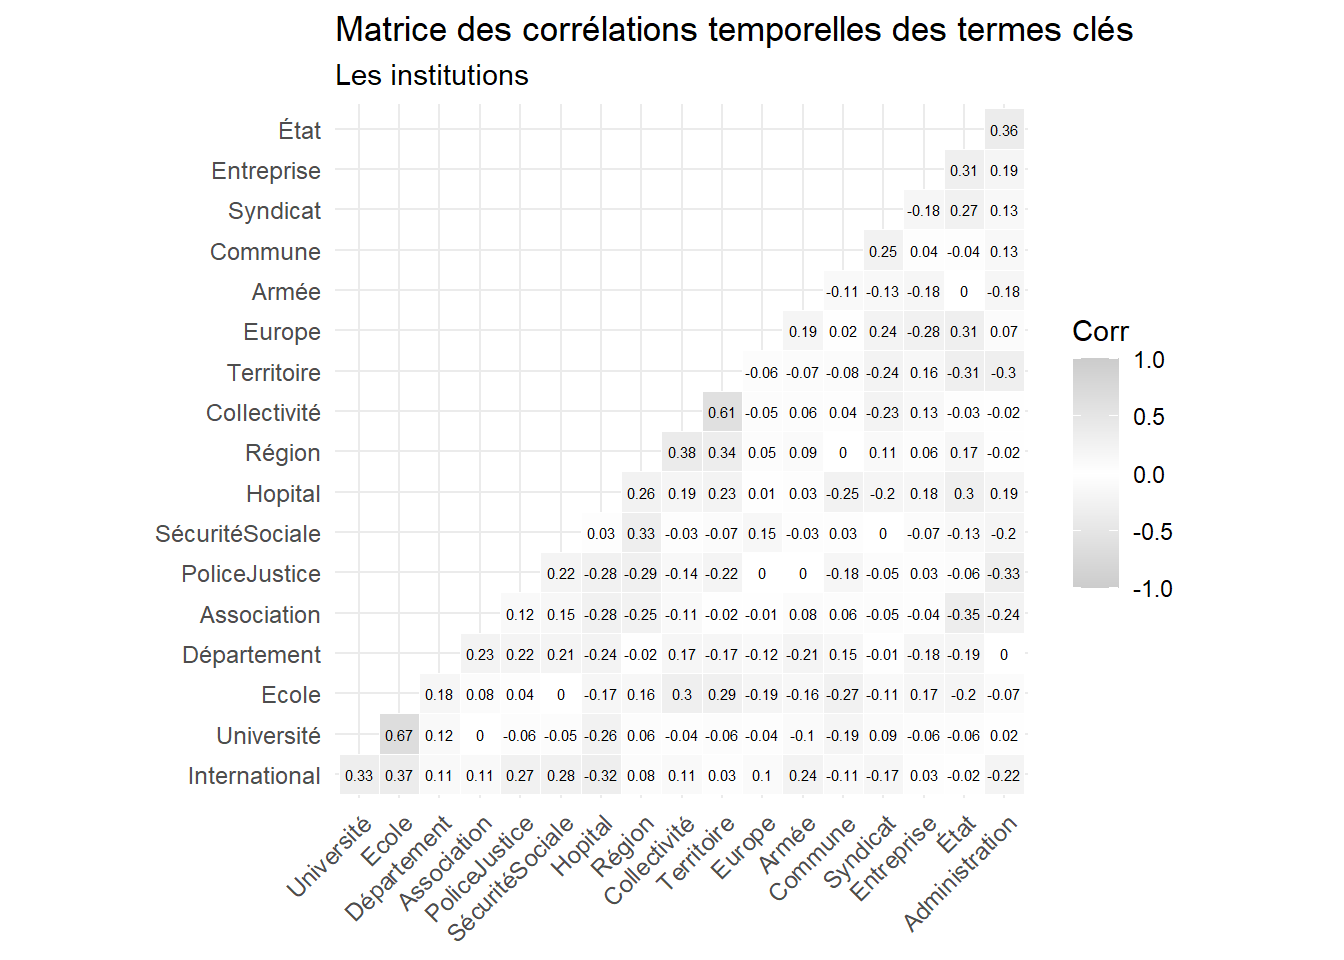 Matrice des corrélations temporelles des termes clés
Les institutions
État 0.36
Entreprise 0.31 0.19
Syndicat -0.18 0.27 0.13
Commune 0.25 0.04 -0.04 0.13
Armée -0.11 -0.13 -0.18 0 -0.18
Europe 0.19 0.02 0.24 -0.28 0.31 0.07
Territoire -0.06 -0.07 -0.08 -0.24 0.16 -0.31 -0.3
Collectivité 0.61 -0.05 0.06 0.04 -0.23 0.13 -0.03 -0.02
Région 0.38 0.34 0.05 0.09 0 0.11 0.06 0.17 -0.02
Hopital 0.26 0.19 0.23 0.01 0.03 -0.25 -0.2 0.18 0.3 0.19
SécuritéSociale 0.03 0.33 -0.03 -0.07 0.15 -0.03 0.03 0 -0.07 -0.13 -0.2
PoliceJustice 0.22 -0.28 -0.29 -0.14 -0.22 0 0 -0.18 -0.05 0.03 -0.06 -0.33
Association 0.12 0.15 -0.28 -0.25 -0.11 -0.02 -0.01 0.08 0.06 -0.05 -0.04 -0.35 -0.24
Département 0.23 0.22 0.21 -0.24 -0.02 0.17 -0.17 -0.12 -0.21 0.15 -0.01 -0.18 -0.19 0
Ecole 0.18 0.08 0.04 0 -0.17 0.16 0.3 0.29 -0.19 -0.16 -0.27 -0.11 0.17 -0.2 -0.07
Université 0.67 0.12 0 -0.06 -0.05 -0.26 0.06 -0.04 -0.06 -0.04 -0.1 -0.19 0.09 -0.06 -0.06 0.02
International 0.33 0.37 0.11 0.11 0.27 0.28 -0.32 0.08 0.11 0.03 0.1 0.24 -0.11 -0.17 0.03 -0.02 -0.22
Université
Ecole
Département
Association
PoliceJustice
SécuritéSociale
Hopital
Région
Collectivité
Territoire
Europe
Armée
Commune
Syndicat
Entreprise
État
Administration
Corr
1.0
0.5
0.0
-0.5
-1.0